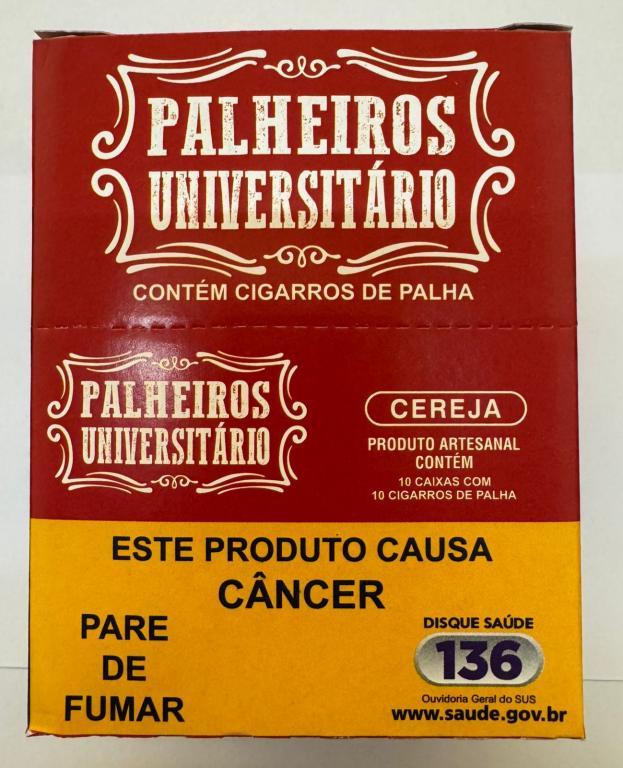 PALHEIROS
UNIVERSITÁRIO
CONTÉM CIGARROS DE PALHA
PALHEIROS
UNIVERSITÁRIO
CEREJA
PRODUTO ARTESANAL
CONTÉM
10 CAIXAS COM
10 CIGARROS DE PALHA
ESTE PRODUTO CAUSA
CÂNCER
PARE
DE
FUMAR
DISQUE SAÚDE
136
Ouvidoria Geral do SUS
www.saude.gov.br